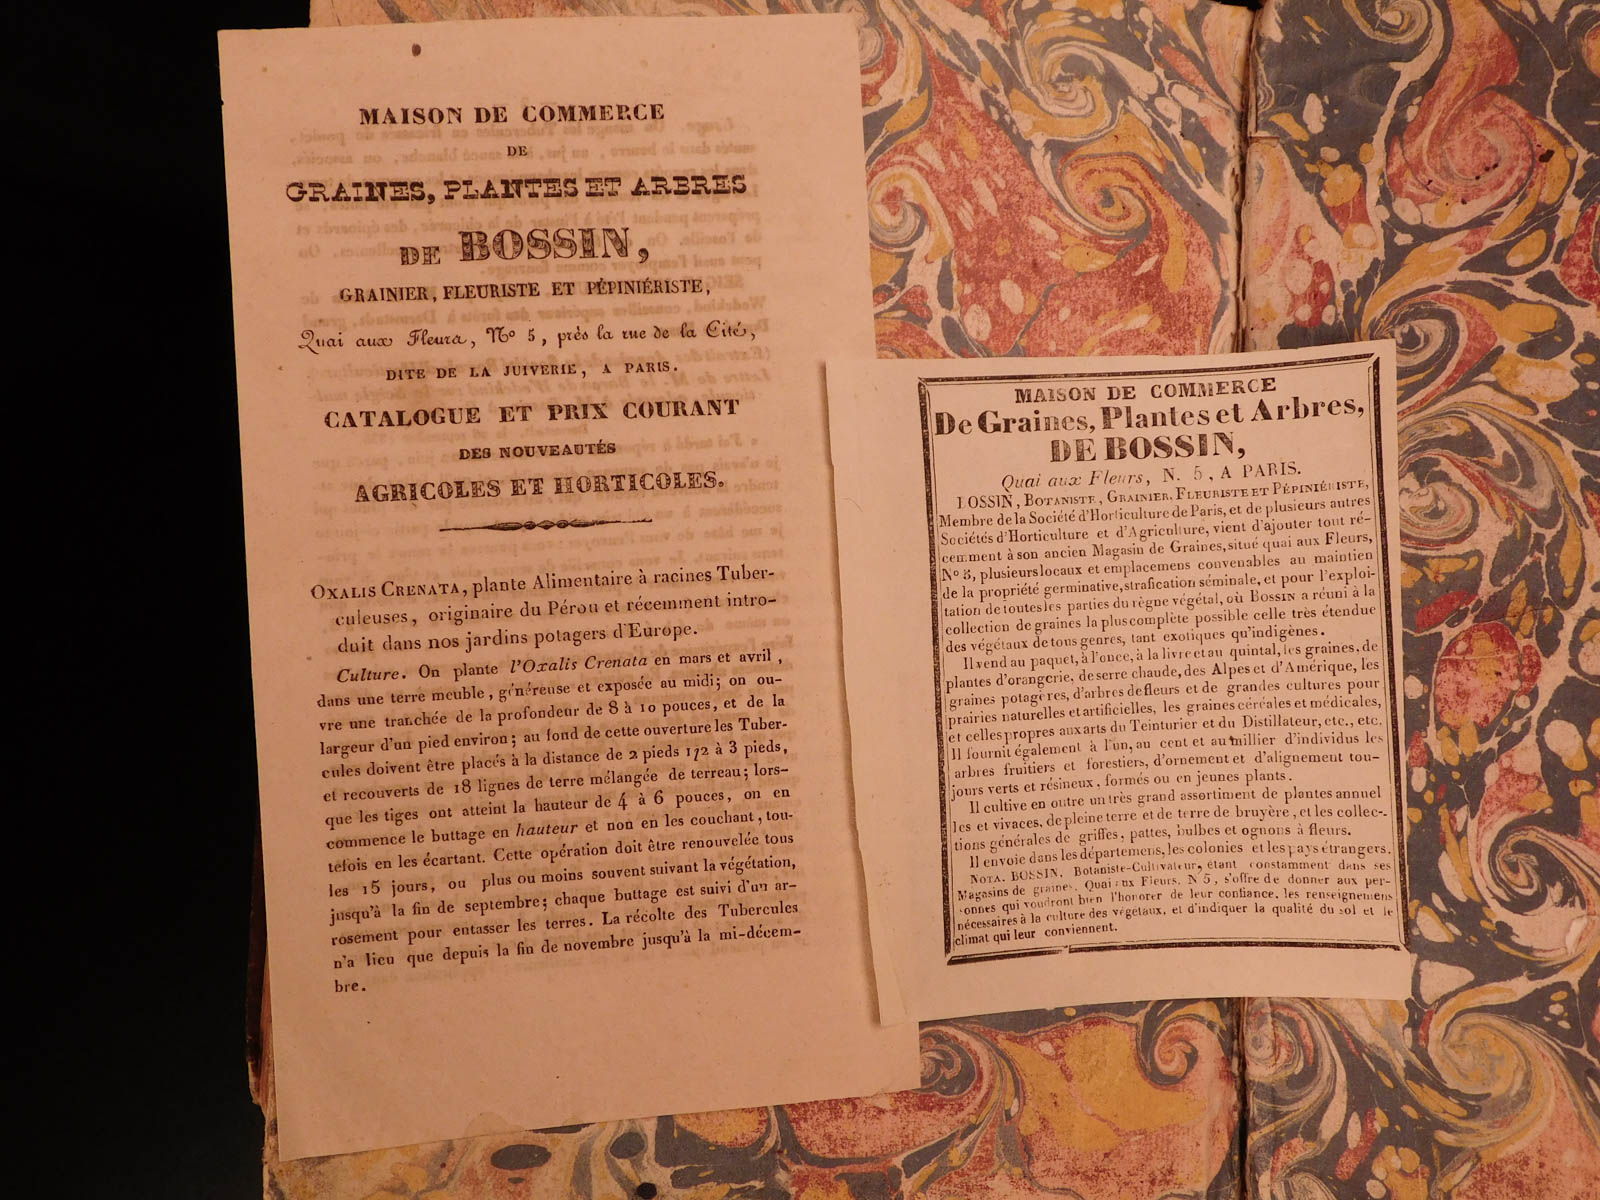 MAISON DE COMMERCE
DE
GRAINES, PLANTES ET ARBRES
DE BOSSIN,
GRAINIER, FLEURISTE ET PÉPINIÉRISTE,
Quai aux Fleurs, No 5, près la rue de la Cité,
DITE DE LA JUIVERIE, A PARIS.
CATALOGUE ET PRIX COURANT
DES NOUVEAUTÉS
AGRICOLES ET HORTICOLES.
OXALIS CRENATA, plante Alimentaire à racines Tuber-
culeuses, originaire du Pérou et récemment intro-
duit dans nos jardins potagers d'Europe.
Culture. On plante l'Oxalis Crenata en mars et avril,
dans une terre meuble, généreuse et exposée au midi; on ou-
vre une tranchée de la profondeur de 8 à 10 pouces, et de la
largeur d'un pied environ; au fond de cette ouverture les Tuber-
cules doivent être placés à la distance de 2 pieds 1/2 à 3 pieds,
et recouverts de 18 lignes de terre mélangée de terreau; lors-
que les tiges ont atteint la hauteur de 4 à 6 pouces, on en
commence le buttage en hauteur et non en les couchant, tou-
tefois en les écartant. Cette opération doit être renouvelée tous
les 15 jours, ou plus ou moins souvent suivant la végétation,
jusqu'à la fin de septembre; chaque buttage est suivi d'un ar-
rosement pour entasser les terres. La récolte des Tubercules
n'a lieu que depuis la fin de novembre jusqu'à la mi-décem-
bre.
MAISON DE COMMERCE
De Graines, Plantes et Arbres,
DE BOSSIN,
Quai aux Fleurs, N. 5, A PARIS.
BOSSIN, BOTANISTE, GRAINIER, FLEURISTE ET PÉPINIÉRISTE,
Membre de la Société d'Horticulture de Paris, et de plusieurs autres
Sociétés d'Horticulture et d'Agriculture, vient d'ajouter tout ré-
cemment à son ancien Magasin de Graines, situé quai aux Fleurs,
No 5, plusieurs locaux et emplacemens convenables au maintien
de la propriété germinative, strafication séminale, et pour l'exploi-
tation de toutes les parties du règne végétal, où BOSSIN a réuni à la
collection de graines la plus complète possible celle très étendue
des végétaux de tous genres, tant exotiques qu'indigènes.
Il vend au paquet, à l'once, à la livre et au quintal, les graines, de
plantes d'orangerie, de serre chaude, des Alpes et d'Amérique, les
graines potagères, d'arbres de fleurs et de grandes cultures pour
prairies naturelles et artificielles, les graines céréales et médicales,
et celles propres aux arts du Teinturier et du Distillateur, etc., etc.
Il fournit également à l'un, au cent et au millier d'individus les
arbres fruitiers et forestiers, d'ornement et d'alignement tou-
jours verts et résineux, formés ou en jeunes plants.
Il cultive en outre un très grand assortiment de plantes annuel
les et vivaces, de pleine terre et de terre de bruyère, et les collec-
tions générales de griffes, pattes, bulbes et ognons à fleurs.
Il envoie dans les départemens, les colonies et les pays étrangers.
NOTA. BOSSIN, Botaniste-Cultivateur, étant constamment dans ses
Magasins de graines, Quai aux Fleurs, No 5, s'offre de donner aux per-
sonnes qui voudront bien l'honorer de leur confiance, les renseignemens
nécessaires à la culture des végétaux, et d'indiquer la qualité du sol et le
climat qui leur conviennent.